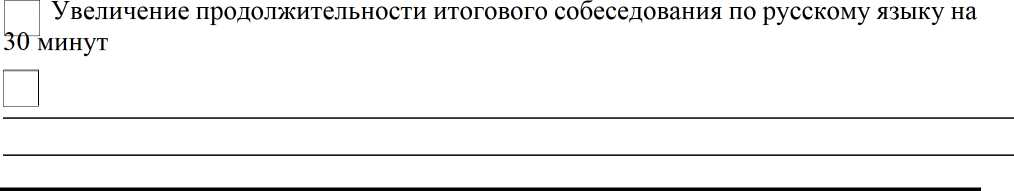 Увеличение продолжительности итогового собеседования по русскому языку на
30 минут